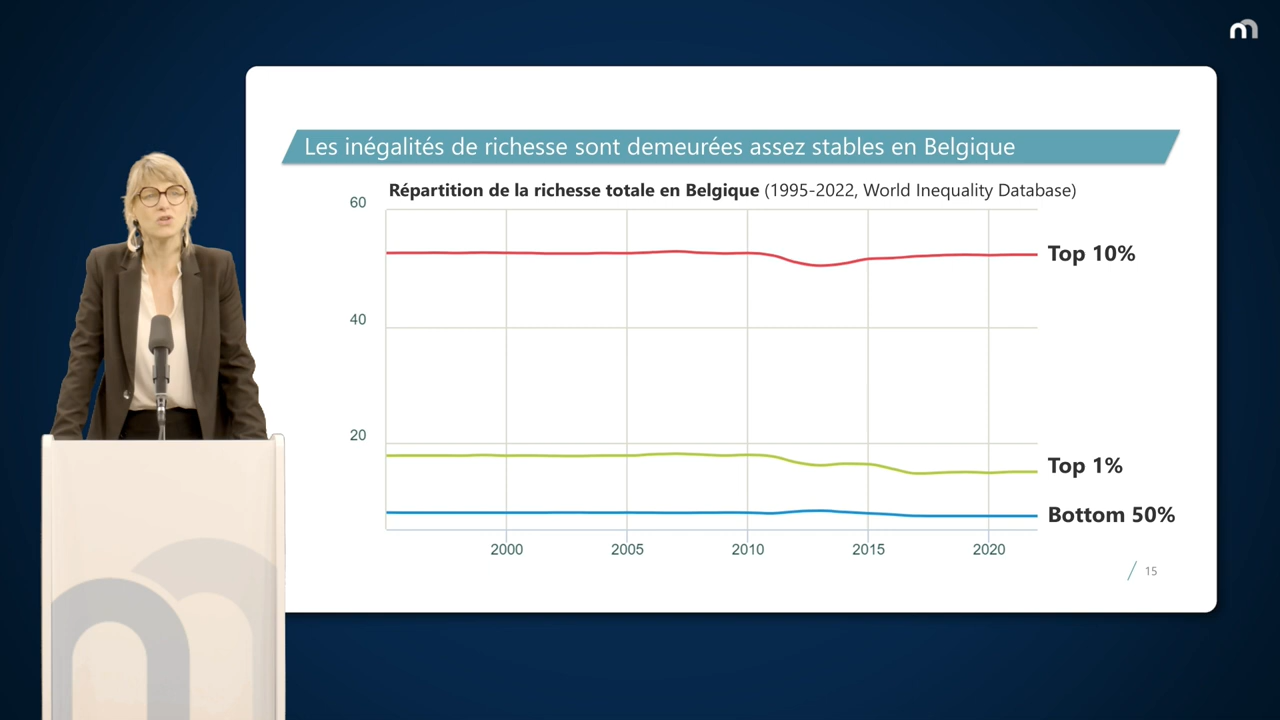 Les inégalités de richesse sont demeurées assez stables en Belgique
Répartition de la richesse totale en Belgique (1995-2022, World Inequality Database)
60
Top 10%
40
20
Top 1%
Bottom 50%
2000 2005 2010 2015 2020
15